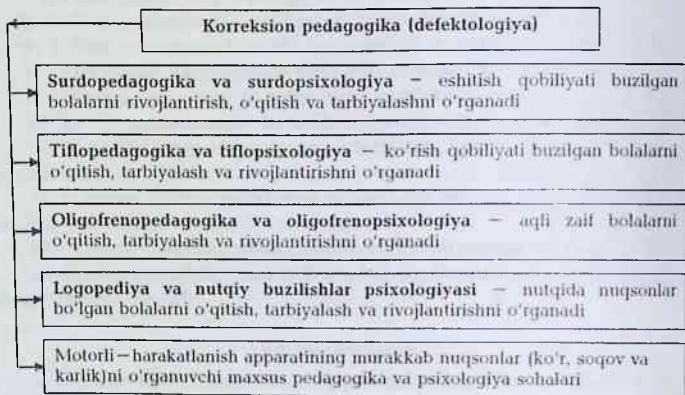 Korreksion pedagogika (defektologiya)
Surdopedagogika va surdopsixologiya – eshitish qobiliyati buzilgan
bolalarni rivojlantirish, o'qitish va tarbiyalashni o'rganadi
Tiflopedagogika va tiflopsixologiya – ko'rish qobiliyati buzilgan bolalarni
o'qitish, tarbiyalash va rivojlantirishni o'rganadi
Oligofrenopedagogika va oligofrenopsixologiya – aqli zaif bolalarni
o'qitish, tarbiyalash va rivojlantirishni o'rganadi
Logopediya va nutqiy buzilishlar psixologiyasi – nutqida nuqsonlar
bo'lgan bolalarni o'qitish, tarbiyalash va rivojlantirishni o'rganadi
Motorli–harakatlanish apparatining murakkab nuqsonlar (ko'r, soqov va
karlik)ni o'rganuvchi maxsus pedagogika va psixologiya sohalari